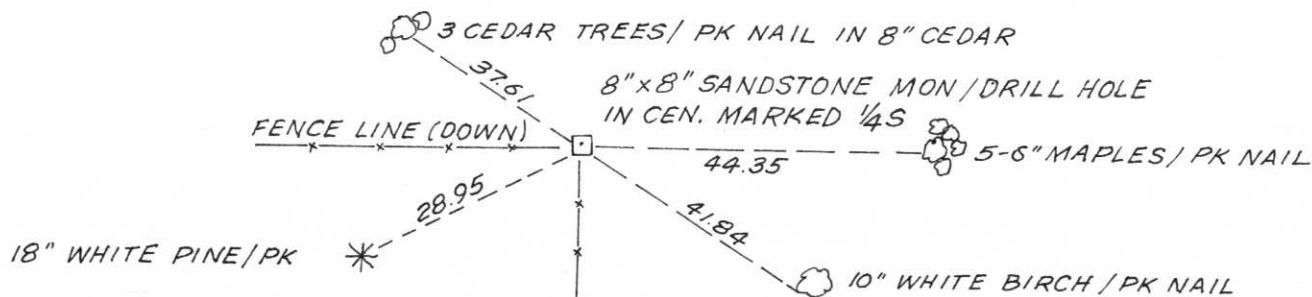 3 CEDAR TREES/ PK NAIL IN 8" CEDAR
37.61
8"x8" SANDSTONE MON/DRILL HOLE
IN CEN. MARKED 1/4S
FENCE LINE (DOWN)
44.35
5-6" MAPLES/ PK NAIL
28.95
41.84
18" WHITE PINE/PK
10" WHITE BIRCH/PK NAIL